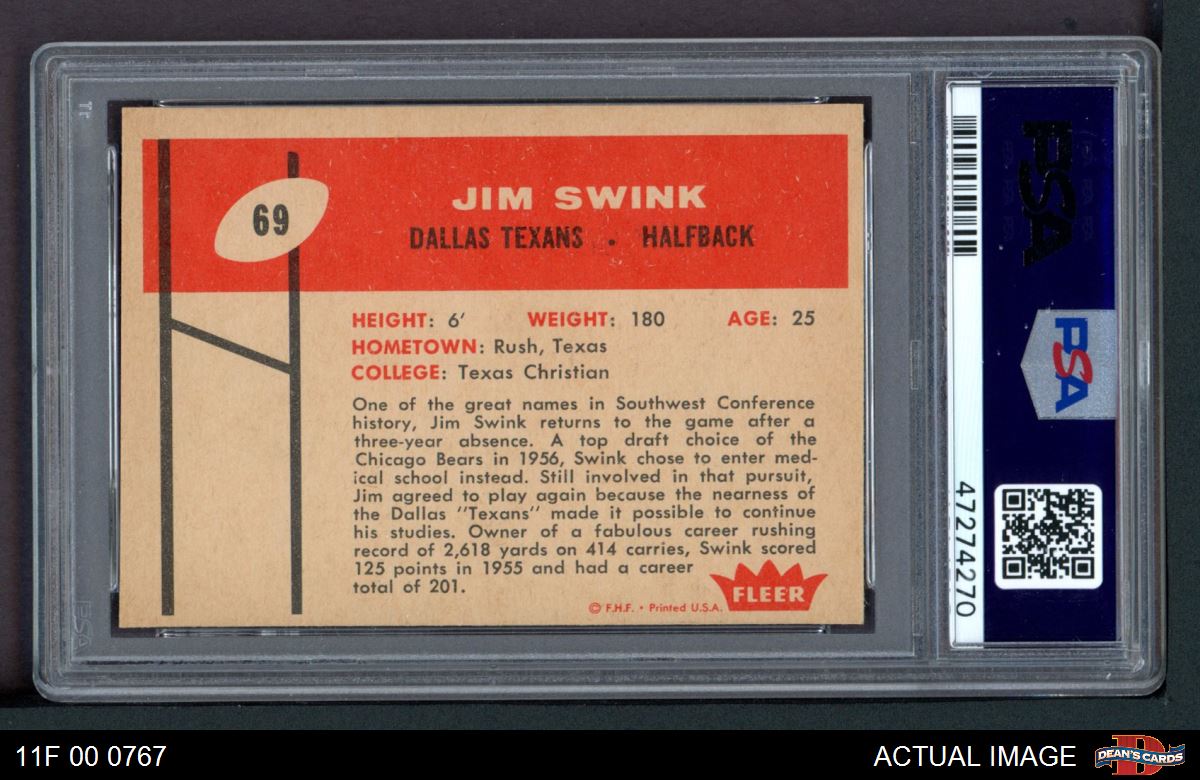 69
JIM SWINK
DALLAS TEXANS • HALFBACK
HEIGHT: 6' WEIGHT: 180 AGE: 25
HOMETOWN: Rush, Texas
COLLEGE: Texas Christian
One of the great names in Southwest Conference
history, Jim Swink returns to the game after a
three-year absence. A top draft choice of the
Chicago Bears in 1956, Swink chose to enter med-
ical school instead. Still involved in that pursuit,
Jim agreed to play again because the nearness of
the Dallas "Texans" made it possible to continue
his studies. Owner of a fabulous career rushing
record of 2,618 yards on 414 carries, Swink scored
125 points in 1955 and had a career
total of 201.
© F.H.F. • Printed U.S.A.
FLEER
PSA
PSA
47274270
11F 00 0767
ACTUAL IMAGE
DEAN'S CARDS